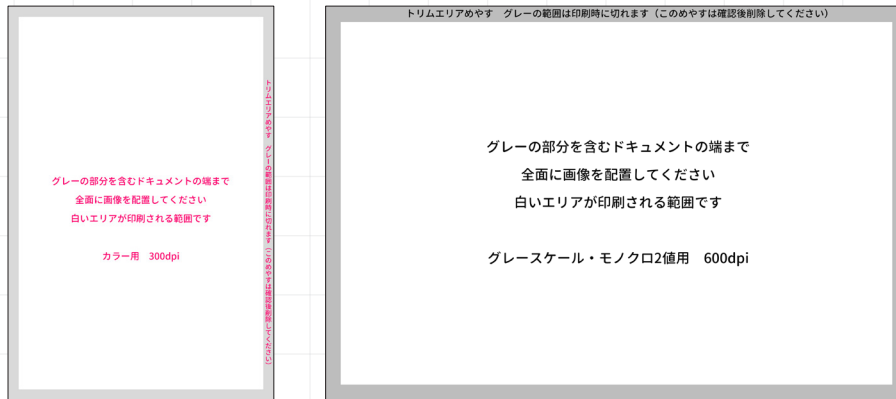 グレーの部分を含むドキュメントの端まで
全面に画像を配置してください
白いエリアが印刷される範囲です
カラー用　300dpi
トリムエリアめやす　グレーの範囲は印刷時に切れます（このめやすは確認後削除してください）
トリムエリアめやす　グレーの範囲は印刷時に切れます（このめやすは確認後削除してください）
グレーの部分を含むドキュメントの端まで
全面に画像を配置してください
白いエリアが印刷される範囲です
グレースケール・モノクロ2値用　600dpi